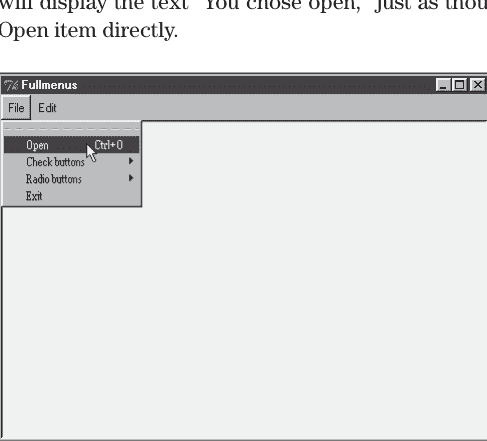 will display the text "You chose open," just as thou
Open item directly.
Fullmenus
File Edit
Open Ctrl+O
Check buttons
Radio buttons
Exit